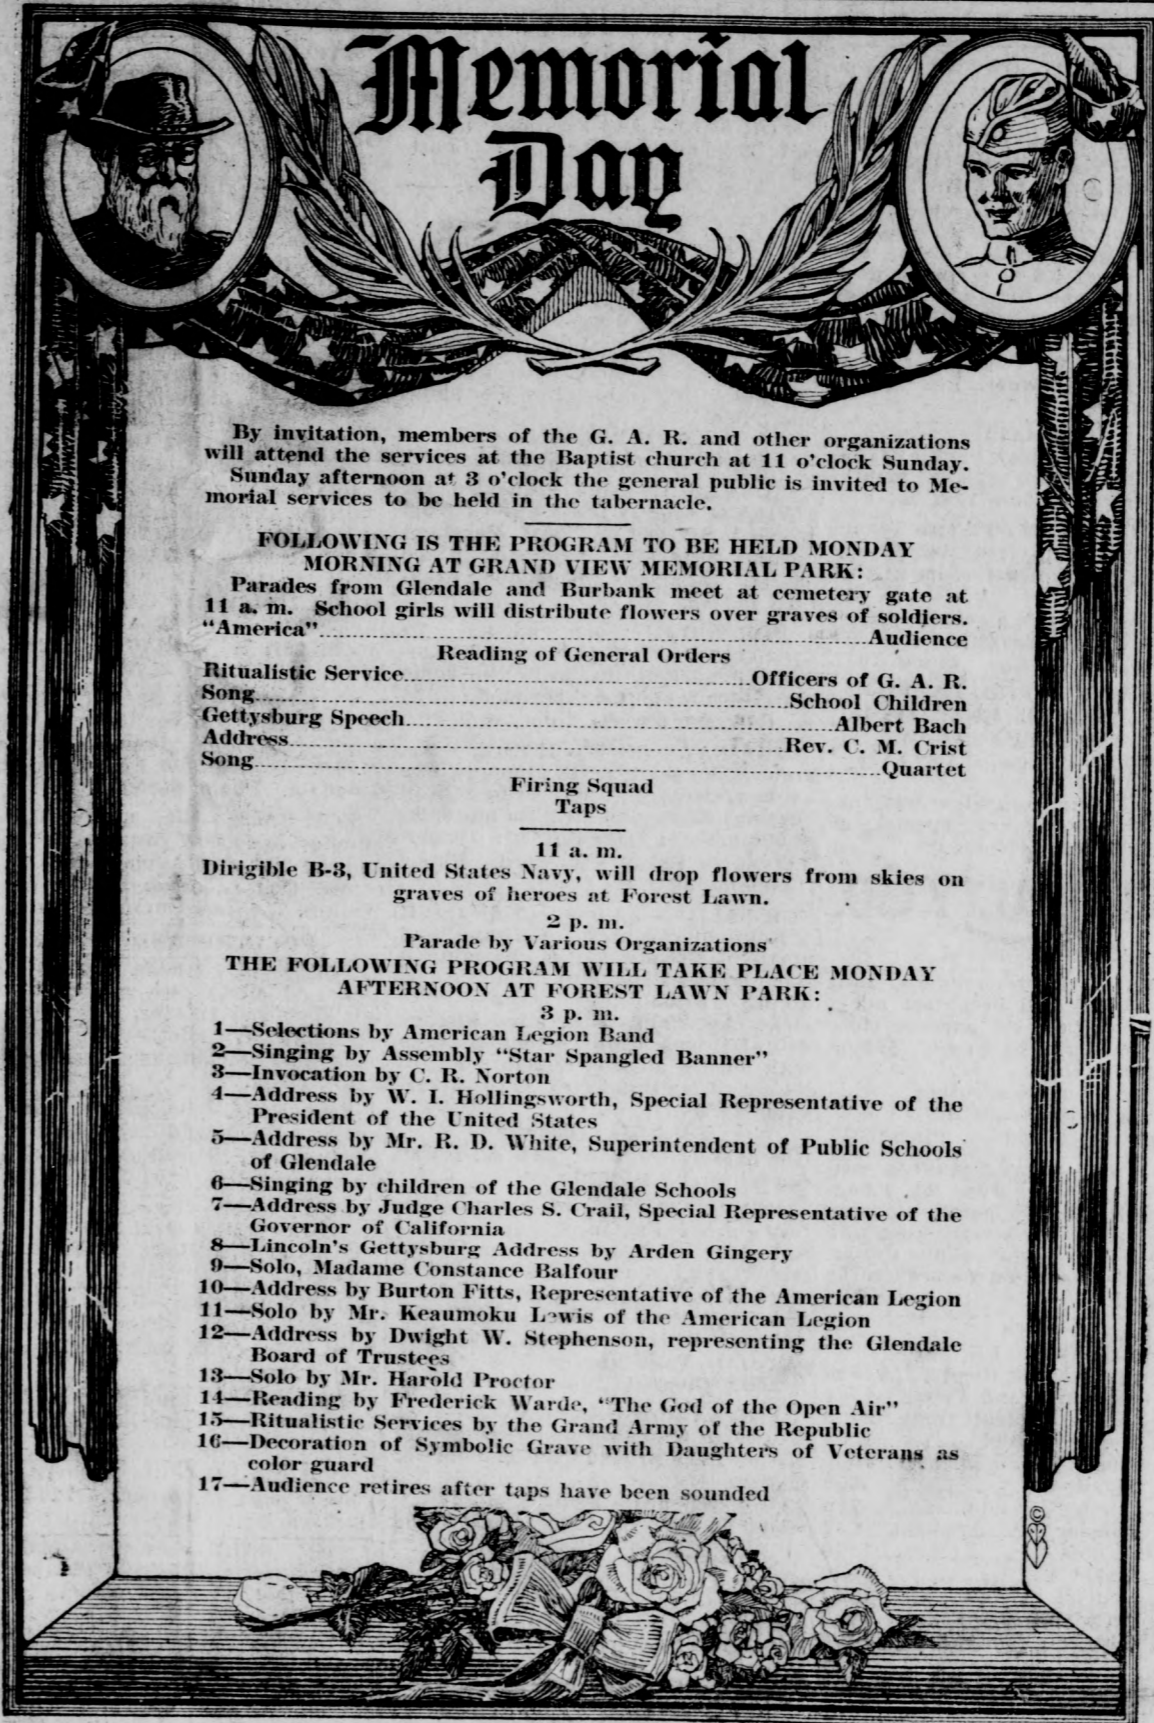 Memorial
Day
By invitation, members of the G. A. R. and other organizations
will attend the services at the Baptist church at 11 o'clock Sunday.
Sunday afternoon at 3 o'clock the general public is invited to Me-
morial services to be held in the tabernacle.
FOLLOWING IS THE PROGRAM TO BE HELD MONDAY
MORNING AT GRAND VIEW MEMORIAL PARK:
Parades from Glendale and Burbank meet at cemetery gate at
11 a. m. School girls will distribute flowers over graves of soldiers.
"America"........Audience
Reading of General Orders
Ritualistic Service........Officers of G. A. R.
Song........School Children
Gettysburg Speech........Albert Bach
Address........Rev. C. M. Crist
Song........Quartet
Firing Squad
Taps
11 a. m.
Dirigible B-3, United States Navy, will drop flowers from skies on
graves of heroes at Forest Lawn.
2 p. m.
Parade by Various Organizations
THE FOLLOWING PROGRAM WILL TAKE PLACE MONDAY
AFTERNOON AT FOREST LAWN PARK:
3 p. m.
1—Selections by American Legion Band
2—Singing by Assembly "Star Spangled Banner"
3—Invocation by C. R. Norton
4—Address by W. I. Hollingsworth, Special Representative of the
President of the United States
5—Address by Mr. R. D. White, Superintendent of Public Schools
of Glendale
6—Singing by children of the Glendale Schools
7—Address by Judge Charles S. Crail, Special Representative of the
Governor of California
8—Lincoln's Gettysburg Address by Arden Gingery
9—Solo, Madame Constance Balfour
10—Address by Burton Fitts, Representative of the American Legion
11—Solo by Mr. Keaumoku Lewis of the American Legion
12—Address by Dwight W. Stephenson, representing the Glendale
Board of Trustees
13—Solo by Mr. Harold Proctor
14—Reading by Frederick Warde, "The God of the Open Air"
15—Ritualistic Services by the Grand Army of the Republic
16—Decoration of Symbolic Grave with Daughters of Veterans as
color guard
17—Audience retires after taps have been sounded